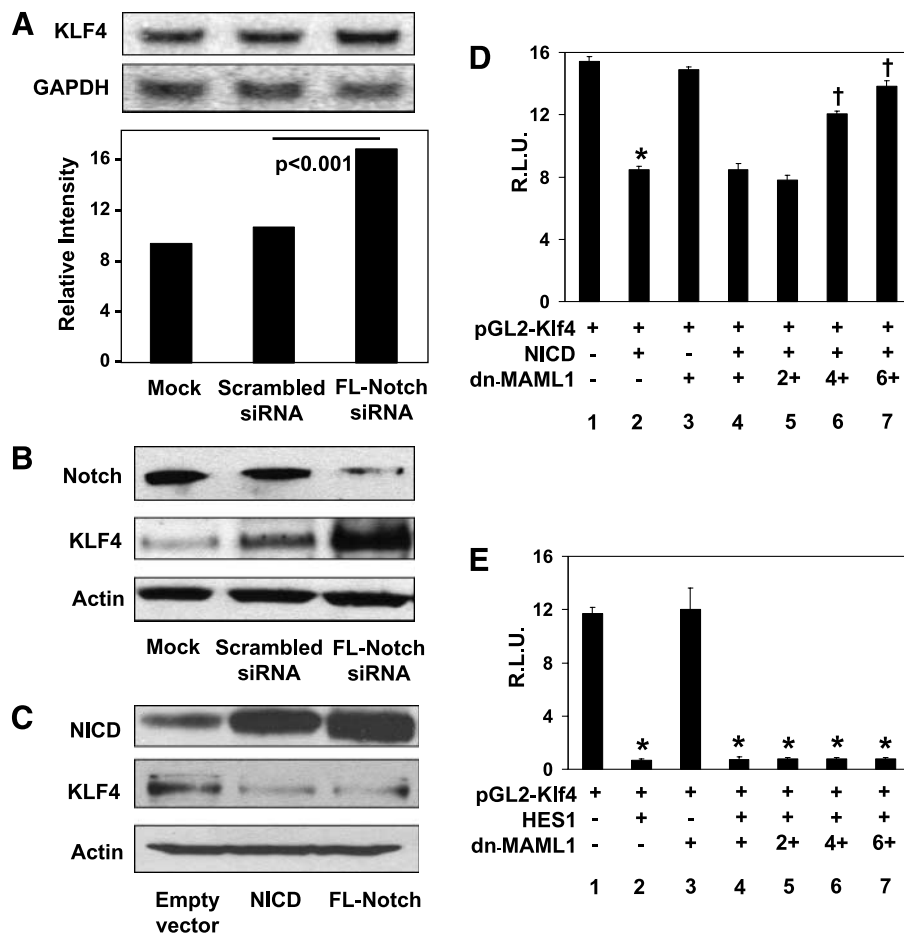 A
KLF4
GAPDH
Relative Intensity
16
12
8
4
0
p<0.001
Mock Scrambled siRNA FL-Notch siRNA
B
Notch
KLF4
Actin
Mock Scrambled siRNA FL-Notch siRNA
C
NICD
KLF4
Actin
Empty vector NICD FL-Notch
D
R.L.U.
16
12
8
4
0
*
† †
pGL2-Klf4 + + + + + + +
NICD - + - + + + +
dn-MAML1 - - + + 2+ 4+ 6+
1 2 3 4 5 6 7
E
R.L.U.
16
12
8
4
0
* * * * *
pGL2-Klf4 + + + + + + +
HES1 - + - + + + +
dn-MAML1 - - + + 2+ 4+ 6+
1 2 3 4 5 6 7